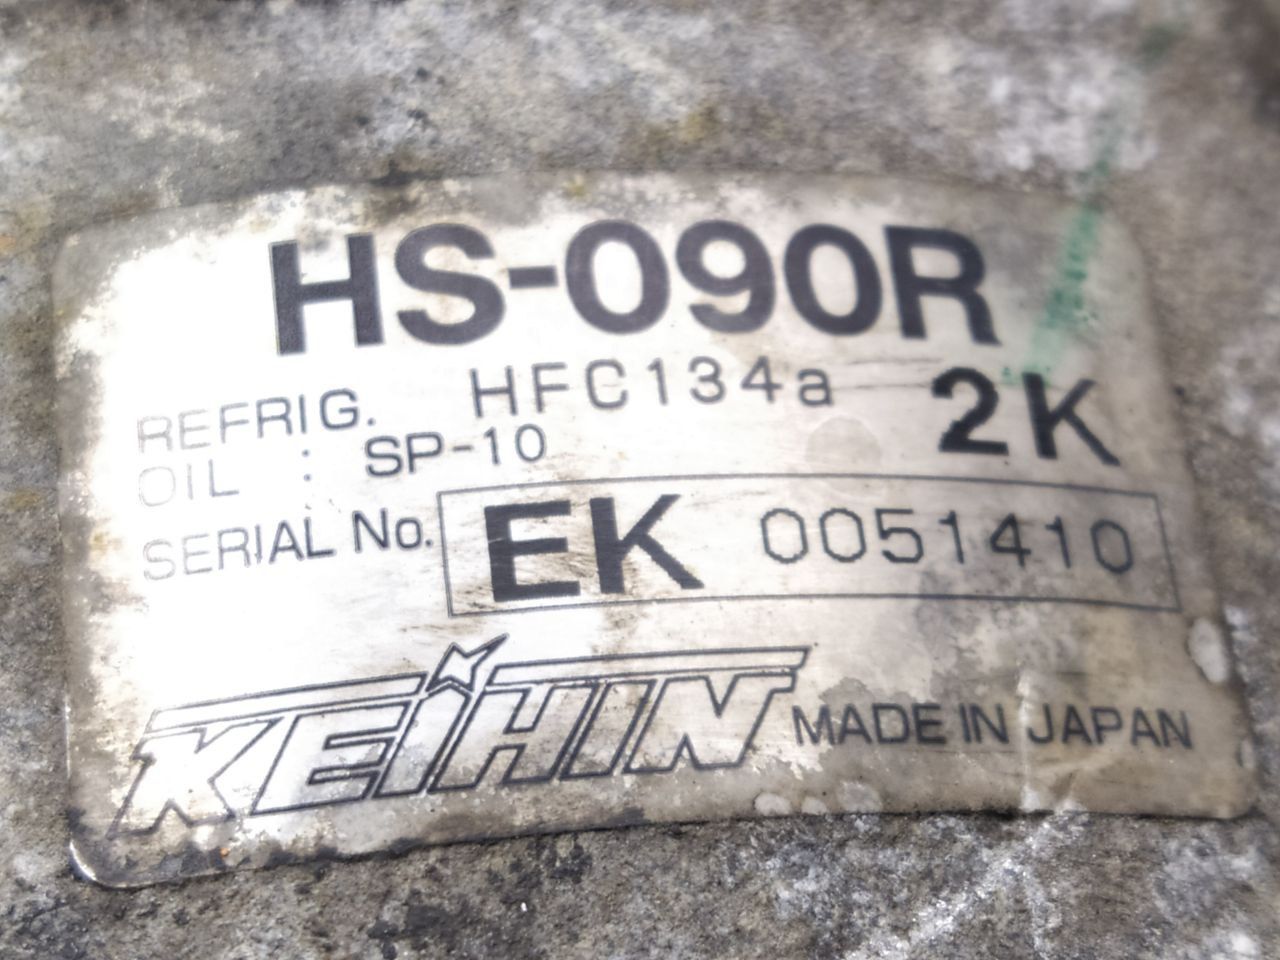 HS-090R
REFRIG. HFC134a 2K
OIL : SP-10
SERIAL No. EK 0051410
KEIHIN MADE IN JAPAN